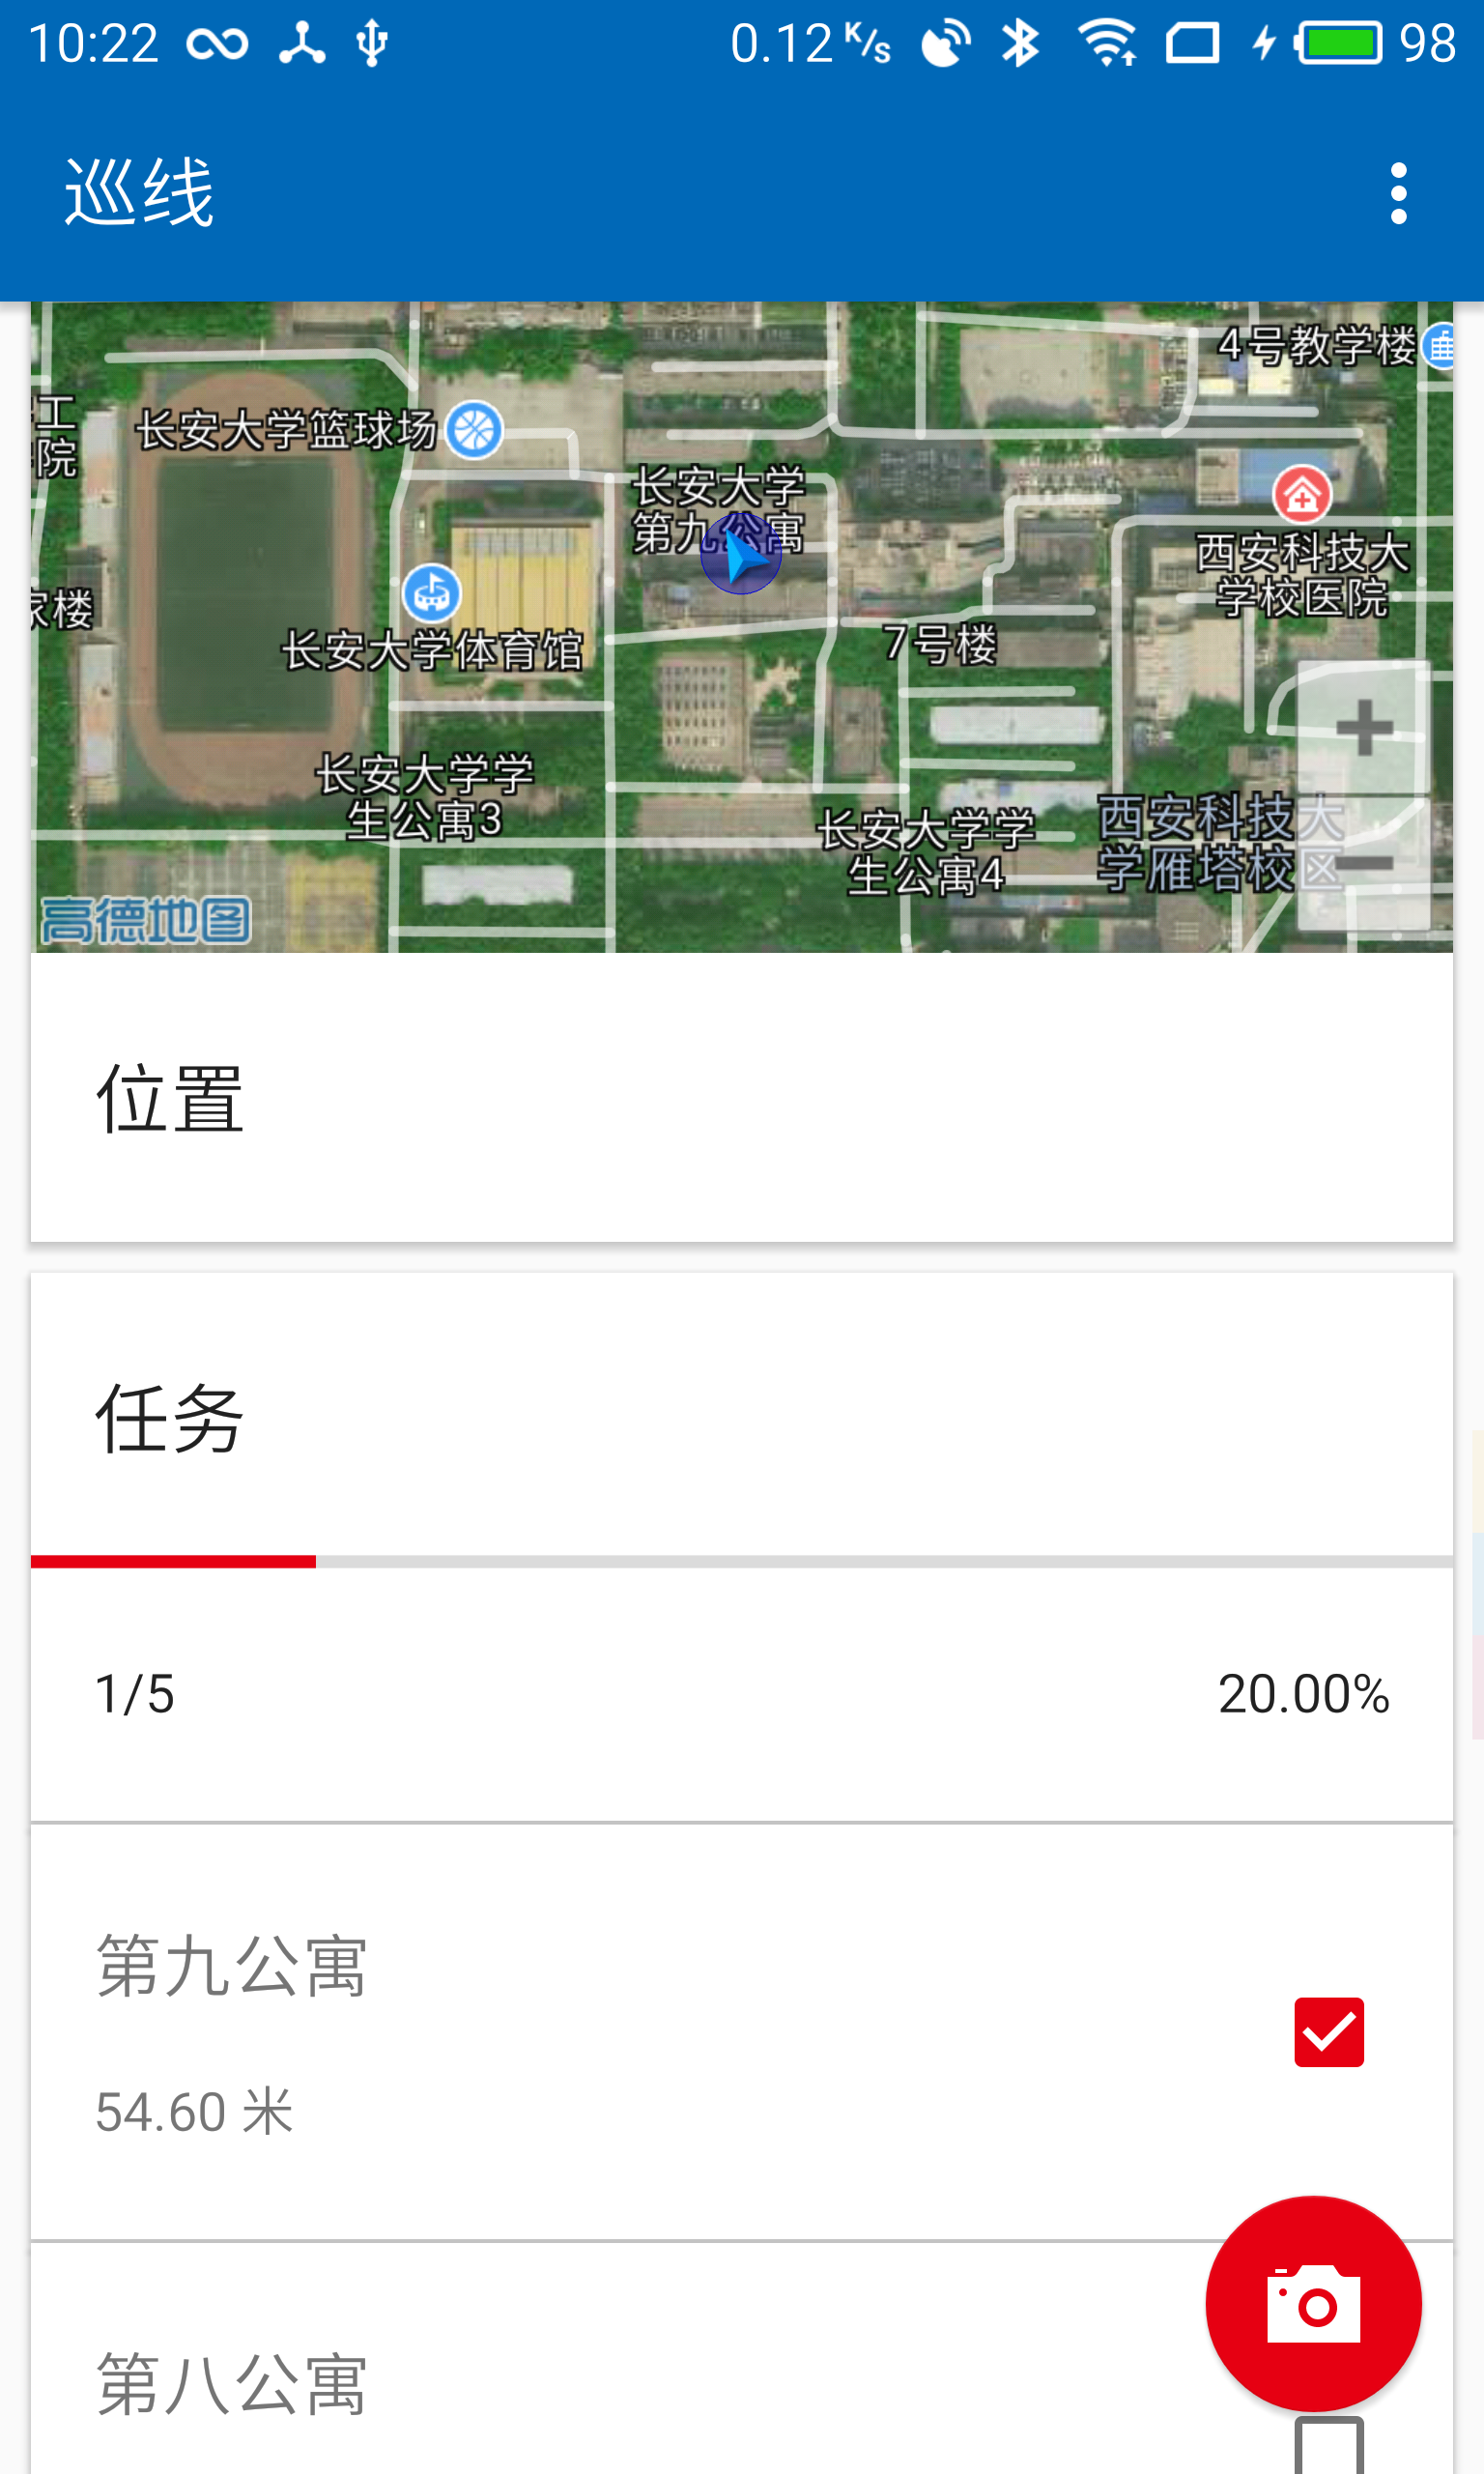 10:22
0.12 K/s
98
巡线
4号教学楼
工
院
长安大学篮球场
长安大学
第九公寓
西安科技大
学校医院
家楼
长安大学体育馆
7号楼
长安大学学
生公寓3
长安大学学
生公寓4
西安科技大
学雁塔校区
高德地图
位置
任务
1/5
20.00%
第九公寓
54.60 米
第八公寓